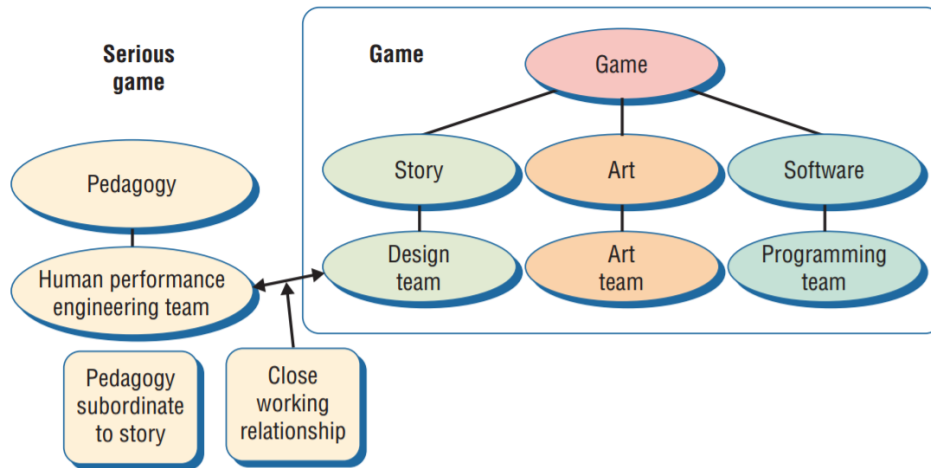 Serious
game
Game
Game
Story
Art
Software
Pedagogy
Design
team
Art
team
Programming
team
Human performance
engineering team
Pedagogy
subordinate
to story
Close
working
relationship